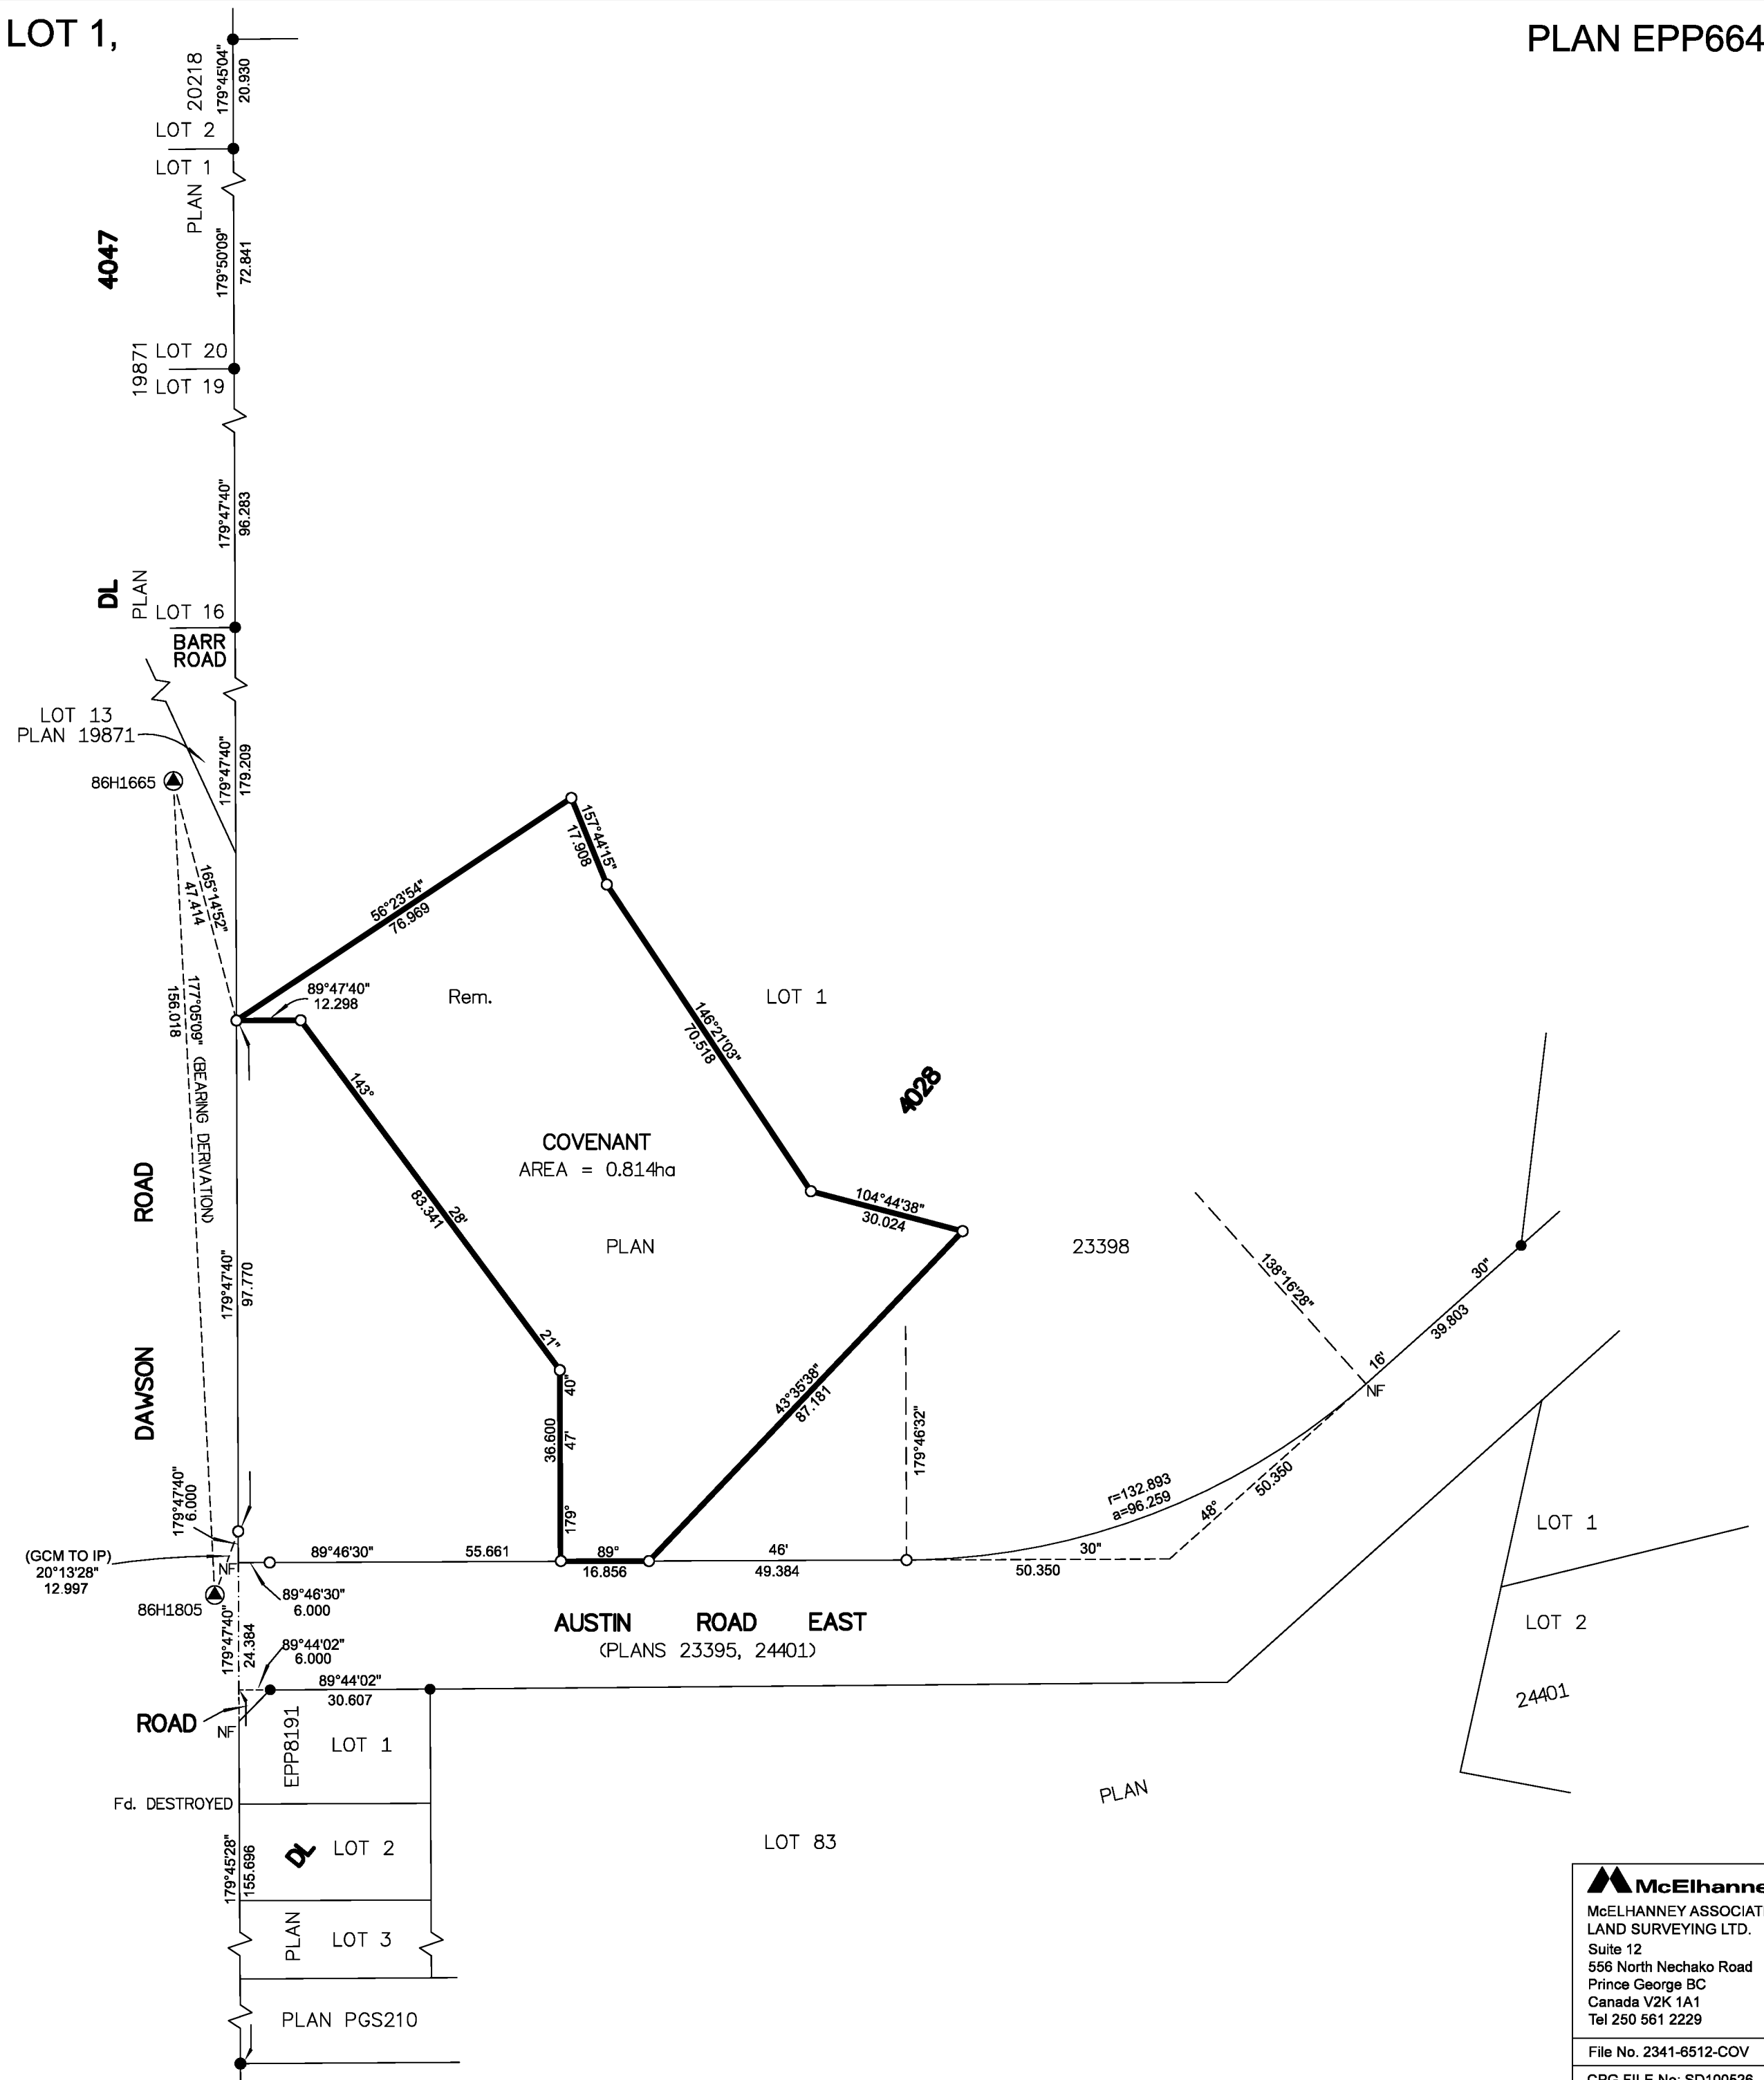 LOT 1,
PLAN EPP664
20218
179°45'04"
20.930
LOT 2
LOT 1
PLAN
4047
179°50'09"
72.841
19871
LOT 20
LOT 19
179°47'40"
96.283
DL
PLAN
LOT 16
BARR
ROAD
LOT 13
PLAN 19871
179°47'40"
179.209
86H1665
165°14'52"
47.414
177°05'09" (BEARING DERIVATION)
156.018
157°44'15"
17.908
56°23'54"
76.969
89°47'40"
12.298
Rem.
LOT 1
146°21'03"
70.518
143°
28'
21"
83.341
4028
COVENANT
AREA = 0.814ha
104°44'38"
30.024
PLAN
23398
ROAD
DAWSON
179°47'40"
97.770
138°16'28"
30"
39.803
16'
NF
40"
47'
179°
36.600
43°35'38"
87.181
179°46'32"
r=132.893
a=96.259
48°
50.350
179°47'40"
6.000
(GCM TO IP)
20°13'28"
12.997
NF
89°46'30"
55.661
89°
16.856
46'
49.384
30"
50.350
86H1805
89°46'30"
6.000
179°47'40"
24.384
89°44'02"
6.000
89°44'02"
30.607
AUSTIN ROAD EAST
(PLANS 23395, 24401)
LOT 1
LOT 2
24401
ROAD
NF
EPP8191
LOT 1
Fd. DESTROYED
179°45'28"
155.696
DL
LOT 2
LOT 83
PLAN
PLAN
LOT 3
PLAN PGS210
McElhanne
McELHANNEY ASSOCIAT
LAND SURVEYING LTD.
Suite 12
556 North Nechako Road
Prince George BC
Canada V2K 1A1
Tel 250 561 2229
File No. 2341-6512-COV
CRG FILE No: SD100526